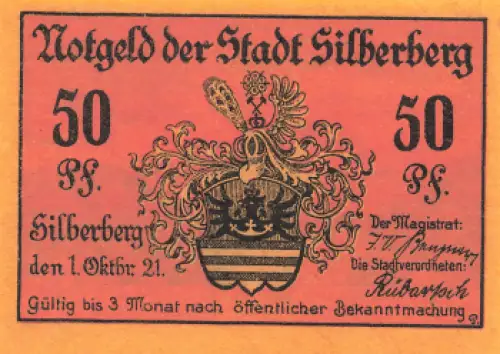 Notgeld der Stadt Silberberg
50
Pf.
50
Pf.
Silberberg
den 1. Oktbr. 21.
Der Magistrat:
Die Stadtverordneten:
Gültig bis 3 Monat nach öffentlicher Bekanntmachung